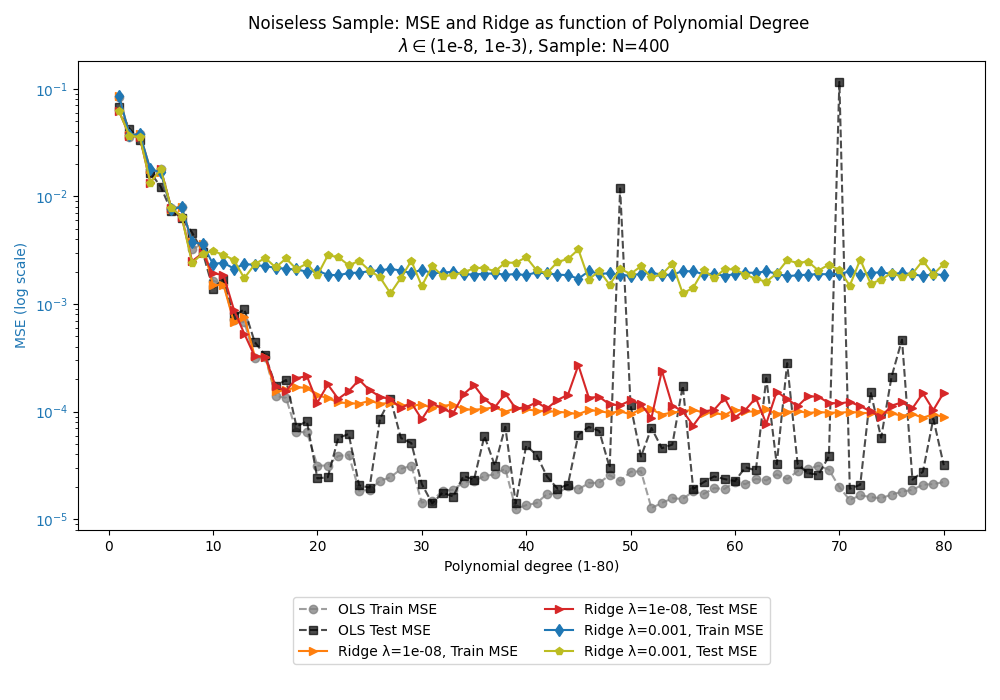 Noiseless Sample: MSE and Ridge as function of Polynomial Degree
λ ∈ (1e-8, 1e-3), Sample: N=400
MSE (log scale)
10⁻¹
10⁻²
10⁻³
10⁻⁴
10⁻⁵
0 10 20 30 40 50 60 70 80
Polynomial degree (1-80)
OLS Train MSE
OLS Test MSE
Ridge λ=1e-08, Train MSE
Ridge λ=1e-08, Test MSE
Ridge λ=0.001, Train MSE
Ridge λ=0.001, Test MSE